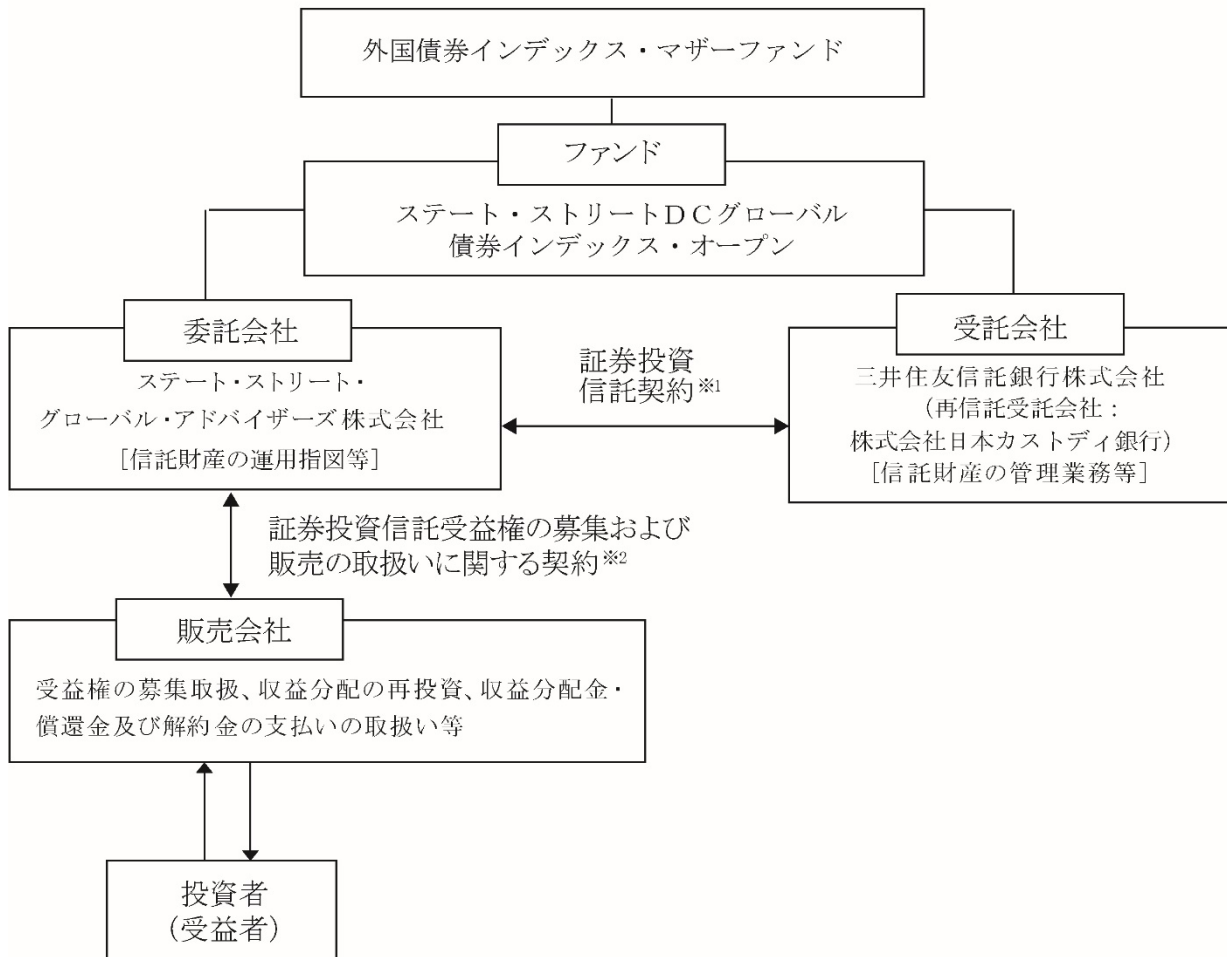 外国債券インデックス・マザーファンド
ファンド
ステート・ストリートＤＣグローバル
債券インデックス・オープン
委託会社
ステート・ストリート・
グローバル・アドバイザーズ株式会社
[信託財産の運用指図等]
証券投資
信託契約※1
受託会社
三井住友信託銀行株式会社
(再信託受託会社：
株式会社日本カストディ銀行)
[信託財産の管理業務等]
証券投資信託受益権の募集および
販売の取扱いに関する契約※2
販売会社
受益権の募集取扱、収益分配の再投資、収益分配金・
償還金及び解約金の支払いの取扱い等
投資者
(受益者)